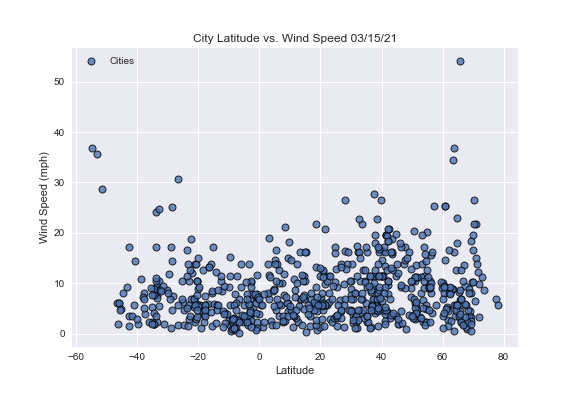 City Latitude vs. Wind Speed 03/15/21
Cities
Wind Speed (mph)
50
40
30
20
10
0
−60 −40 −20 0 20 40 60 80
Latitude